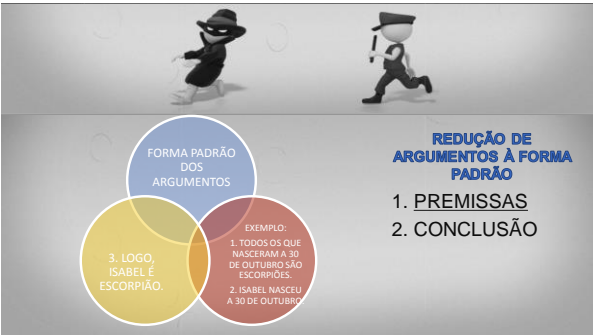 FORMA PADRÃO
DOS
ARGUMENTOS
EXEMPLO:
1. TODOS OS QUE
NASCERAM A 30
DE OUTUBRO SÃO
ESCORPIÕES.
2. ISABEL NASCEU
A 30 DE OUTUBRO.
3. LOGO,
ISABEL É
ESCORPIÃO.
REDUÇÃO DE
ARGUMENTOS À FORMA
PADRÃO
1. PREMISSAS
2. CONCLUSÃO